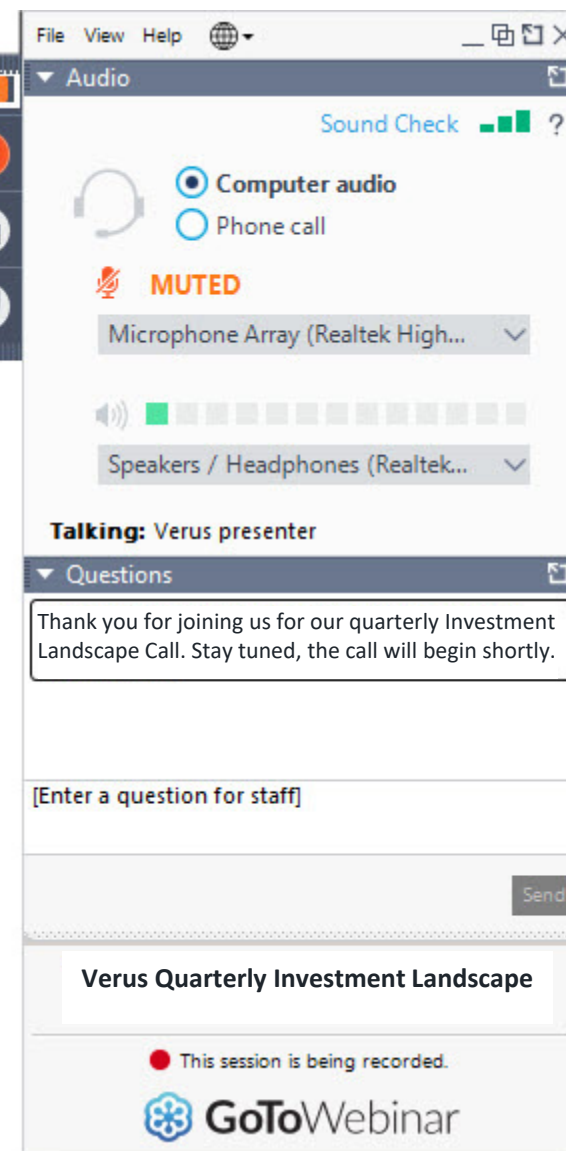 File View Help
Audio
Sound Check ?
Computer audio
Phone call
MUTED
Microphone Array (Realtek High...
Speakers / Headphones (Realtek...
Talking: Verus presenter
Questions
Thank you for joining us for our quarterly Investment
Landscape Call. Stay tuned, the call will begin shortly.
[Enter a question for staff]
Send
Verus Quarterly Investment Landscape
This session is being recorded.
GoToWebinar